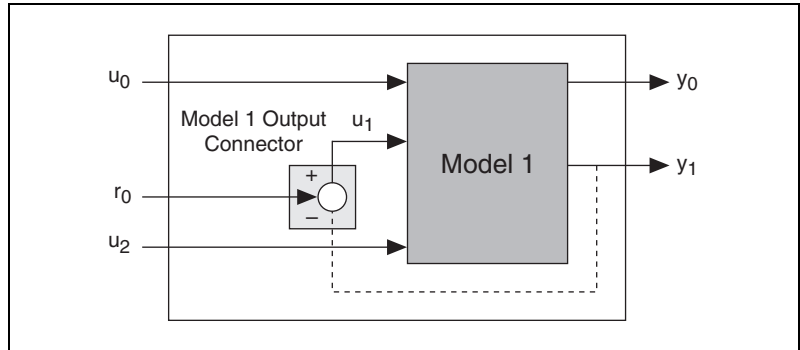 u0
y0
Model 1 Output
Connector
u1
Model 1
y1
+
r0
–
u2